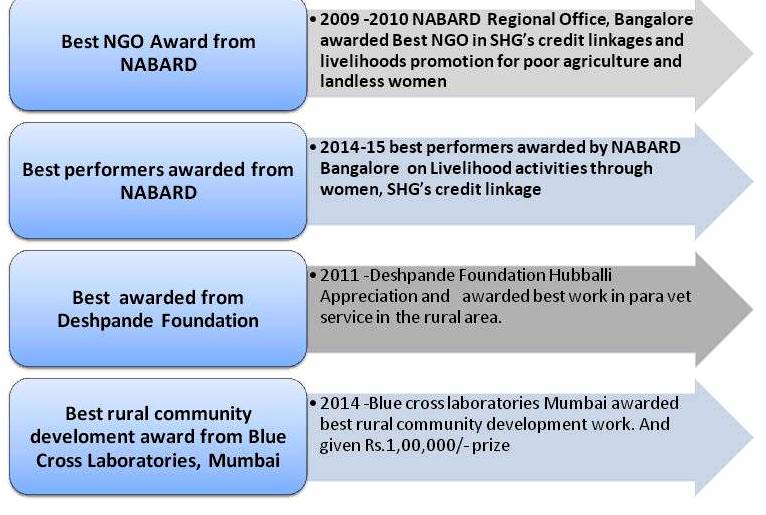 Best NGO Award from
NABARD
• 2009 -2010 NABARD Regional Office, Bangalore
awarded Best NGO in SHG's credit linkages and
livelihoods promotion for poor agriculture and
landless women
Best performers awarded from
NABARD
• 2014-15 best performers awarded by NABARD
Bangalore on Livelihood activities through
women, SHG's credit linkage
Best awarded from
Deshpande Foundation
• 2011 -Deshpande Foundation Hubballi
Appreciation and awarded best work in para vet
service in the rural area.
Best rural community
develoment award from Blue
Cross Laboratories, Mumbai
• 2014 -Blue cross laboratories Mumbai awarded
best rural community development work. And
given Rs.1,00,000/- prize